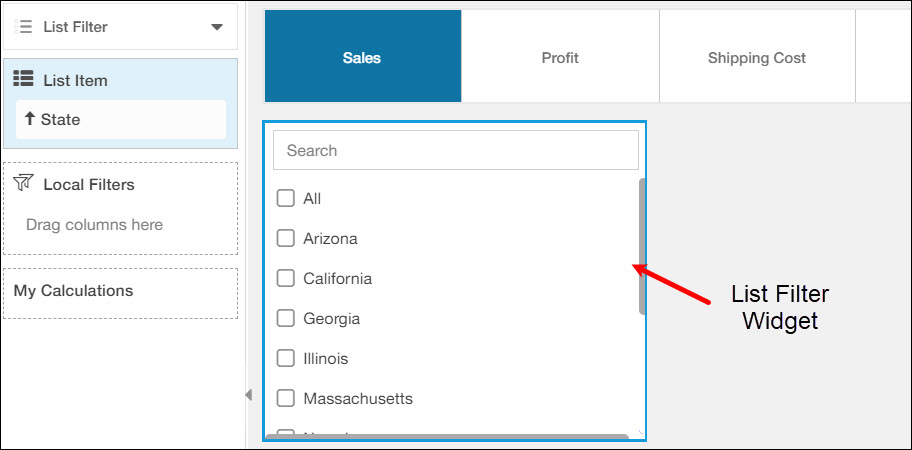 List Filter
List Item
State
Local Filters
Drag columns here
My Calculations
Sales
Profit
Shipping Cost
Search
All
Arizona
California
Georgia
Illinois
Massachusetts
List Filter
Widget